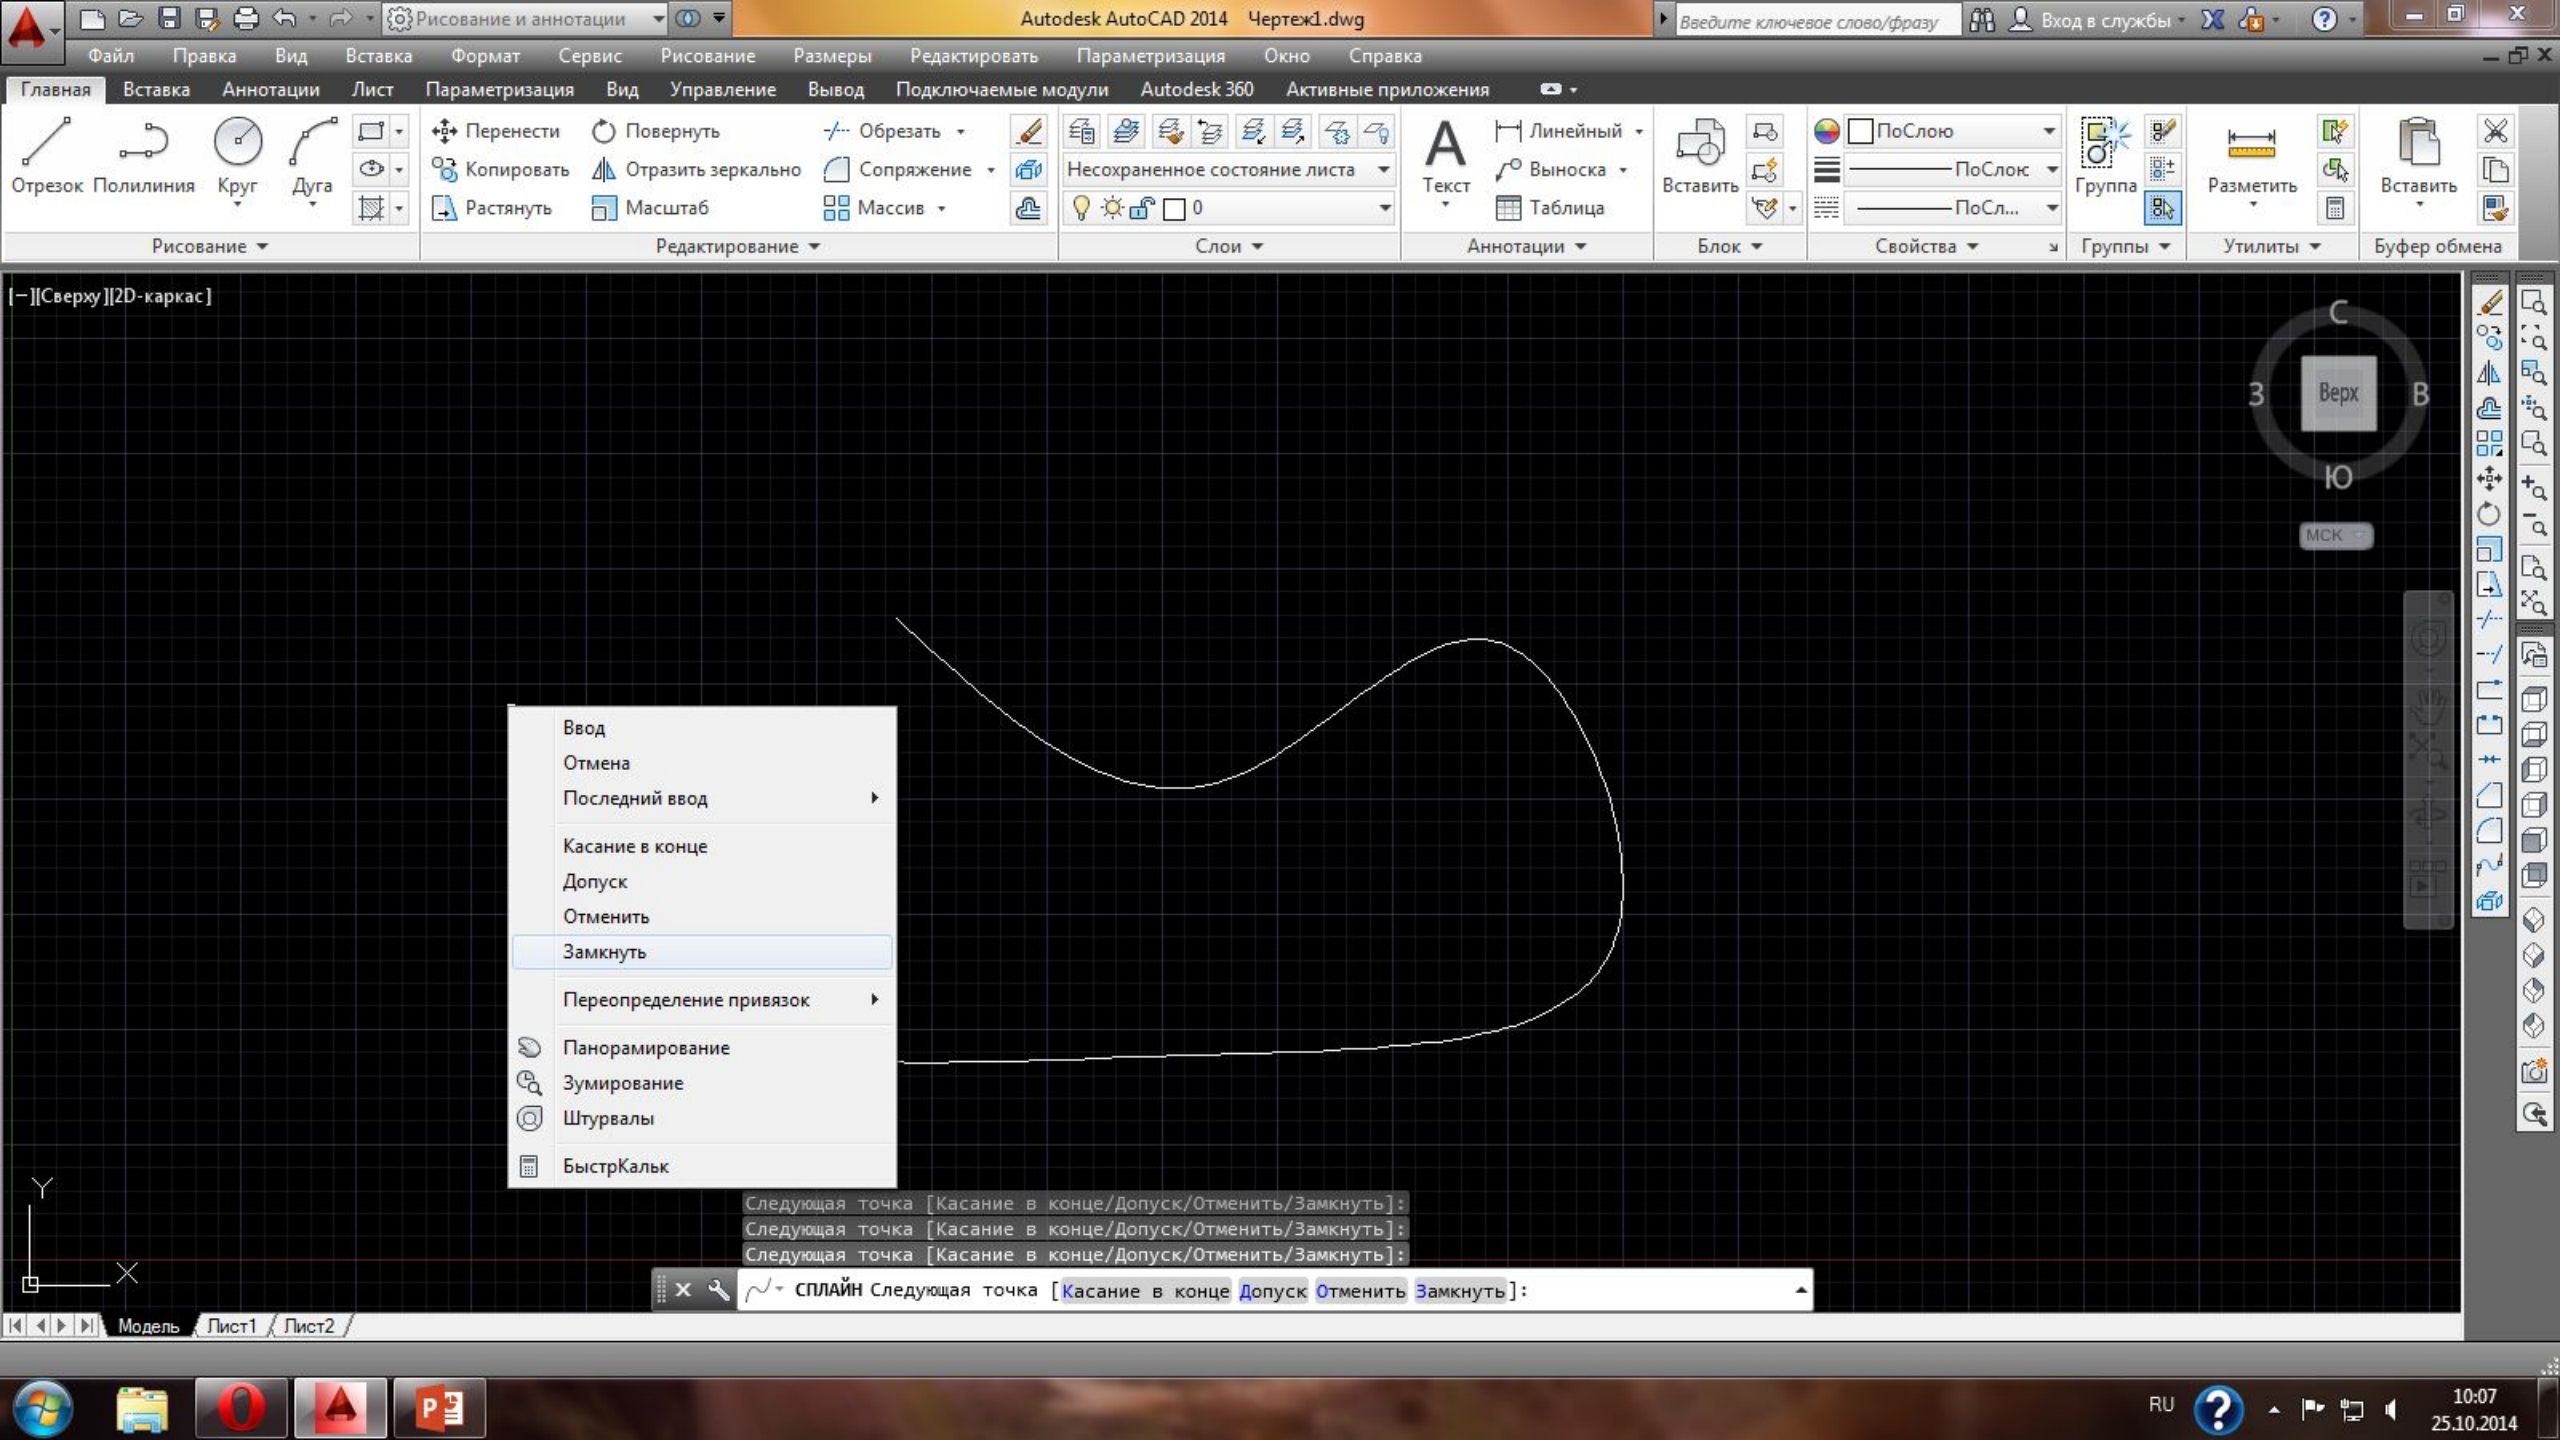 Рисование и аннотации
Autodesk AutoCAD 2014 Чертеж1.dwg
Введите ключевое слово/фразу
Вход в службы
Файл Правка Вид Вставка Формат Сервис Рисование Размеры Редактировать Параметризация Окно Справка
Главная Вставка Аннотации Лист Параметризация Вид Управление Вывод Подключаемые модули Autodesk 360 Активные приложения
Отрезок Полилиния Круг Дуга
Рисование
Перенести Повернуть Обрезать
Копировать Отразить зеркально Сопряжение
Растянуть Масштаб Массив
Редактирование
Несохраненное состояние листа
0
Слои
Текст
Линейный
Выноска
Таблица
Аннотации
Вставить
Блок
ПоСлою
ПоСлою
ПоСл...
Свойства
Группа
Группы
Разметить
Утилиты
Вставить
Буфер обмена
[−][Сверху][2D-каркас]
С
З Верх В
Ю
МСК
Ввод
Отмена
Последний ввод
Касание в конце
Допуск
Отменить
Замкнуть
Переопределение привязок
Панорамирование
Зумирование
Штурвалы
БыстрКальк
Y
X
Следующая точка [Касание в конце/Допуск/Отменить/Замкнуть]:
Следующая точка [Касание в конце/Допуск/Отменить/Замкнуть]:
Следующая точка [Касание в конце/Допуск/Отменить/Замкнуть]:
СПЛАЙН Следующая точка [Касание в конце Допуск Отменить Замкнуть]:
Модель Лист1 Лист2
RU
10:07
25.10.2014